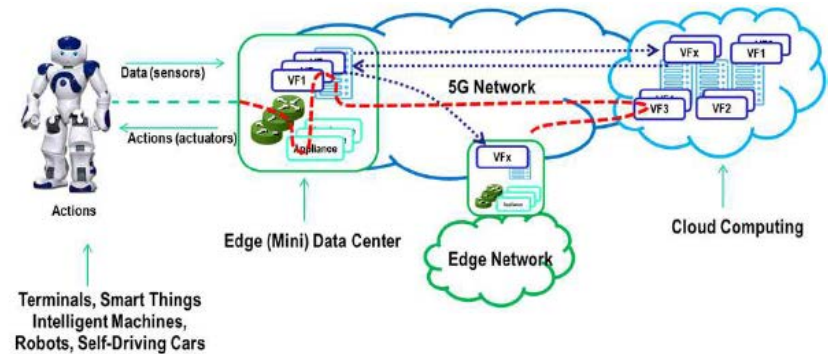 Data (sensors)
Actions (actuators)
Actions
Terminals, Smart Things
Intelligent Machines,
Robots, Self-Driving Cars
VF1
Appliance
Edge (Mini) Data Center
5G Network
VFx
Appliance
Edge Network
VFx
VF1
VF3
VF2
Cloud Computing